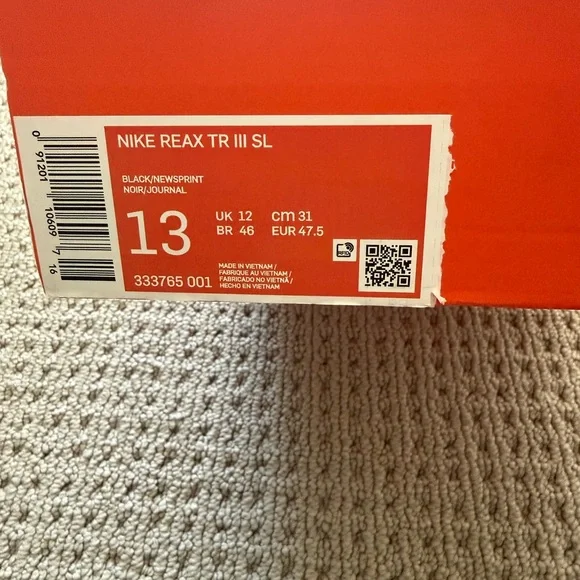 NIKE REAX TR III SL
BLACK/NEWSPRINT
NOIR/JOURNAL
13
UK 12 cm 31
BR 46 EUR 47.5
333765 001
MADE IN VIETNAM /
FABRIQUE AU VIETNAM /
FABRICADO NO VIETNÃ /
HECHO EN VIETNAM
0 91201 10609 7 16